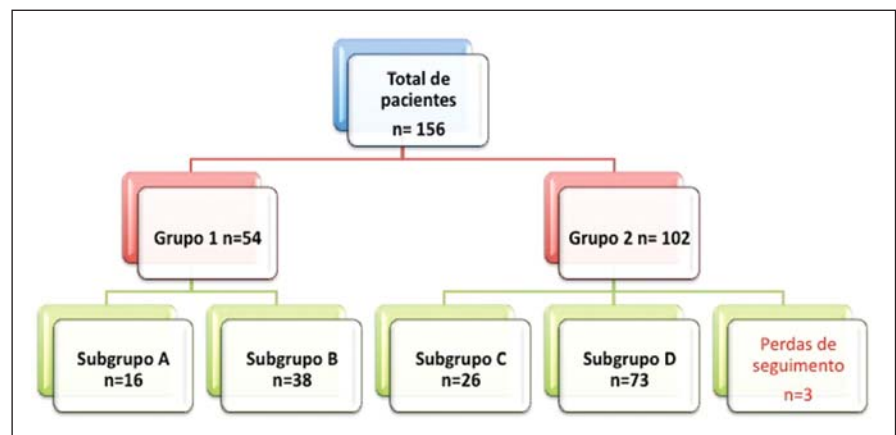 Total de
pacientes
n= 156
Grupo 1 n=54
Grupo 2 n= 102
Subgrupo A
n=16
Subgrupo B
n=38
Subgrupo C
n=26
Subgrupo D
n=73
Perdas de
seguimento
n=3